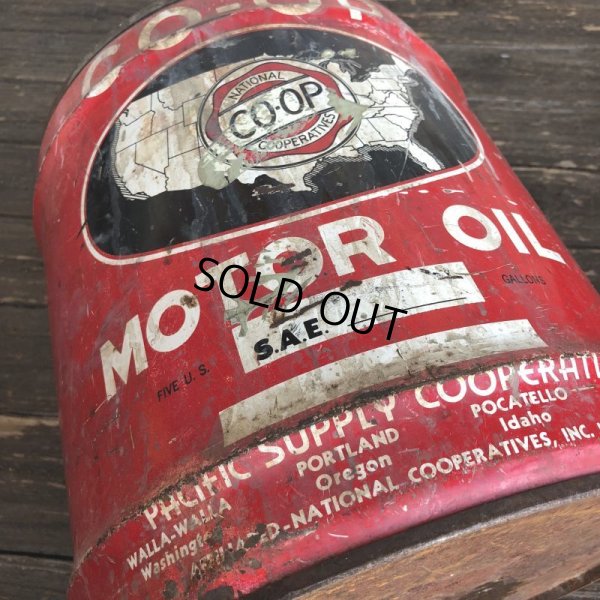 CO-OP
NATIONAL
CO-OP
COOPERATIVES
MOTOR OIL
FIVE U. S. GALLONS
S.A.E.
SOLD OUT
PACIFIC SUPPLY COOPERATI
WALLA-WALLA PORTLAND POCATELLO
Washington Oregon Idaho
NATIONAL COOPERATIVES, INC.